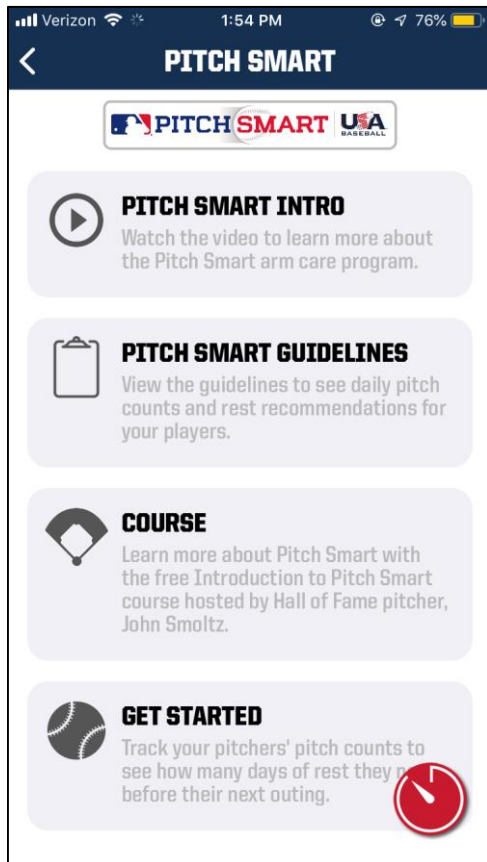 Verizon 1:54 PM 76%
PITCH SMART
PITCH SMART USA
BASEBALL
PITCH SMART INTRO
Watch the video to learn more about
the Pitch Smart arm care program.
PITCH SMART GUIDELINES
View the guidelines to see daily pitch
counts and rest recommendations for
your players.
COURSE
Learn more about Pitch Smart with
the free Introduction to Pitch Smart
course hosted by Hall of Fame pitcher,
John Smoltz.
GET STARTED
Track your pitchers' pitch counts to
see how many days of rest they
before their next outing.